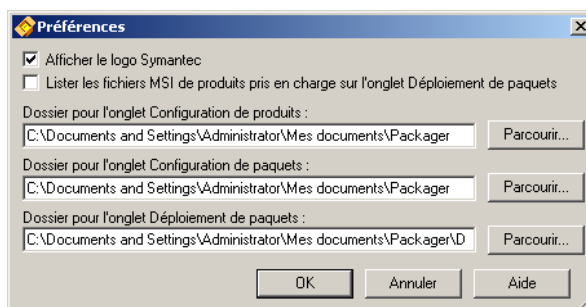 Préférences
Afficher le logo Symantec
Lister les fichiers MSI de produits pris en charge sur l'onglet Déploiement de paquets
Dossier pour l'onglet Configuration de produits :
C:\Documents and Settings\Administrator\Mes documents\Packager
Parcourir...
Dossier pour l'onglet Configuration de paquets :
C:\Documents and Settings\Administrator\Mes documents\Packager
Parcourir...
Dossier pour l'onglet Déploiement de paquets :
C:\Documents and Settings\Administrator\Mes documents\Packager\D
Parcourir...
OK Annuler Aide